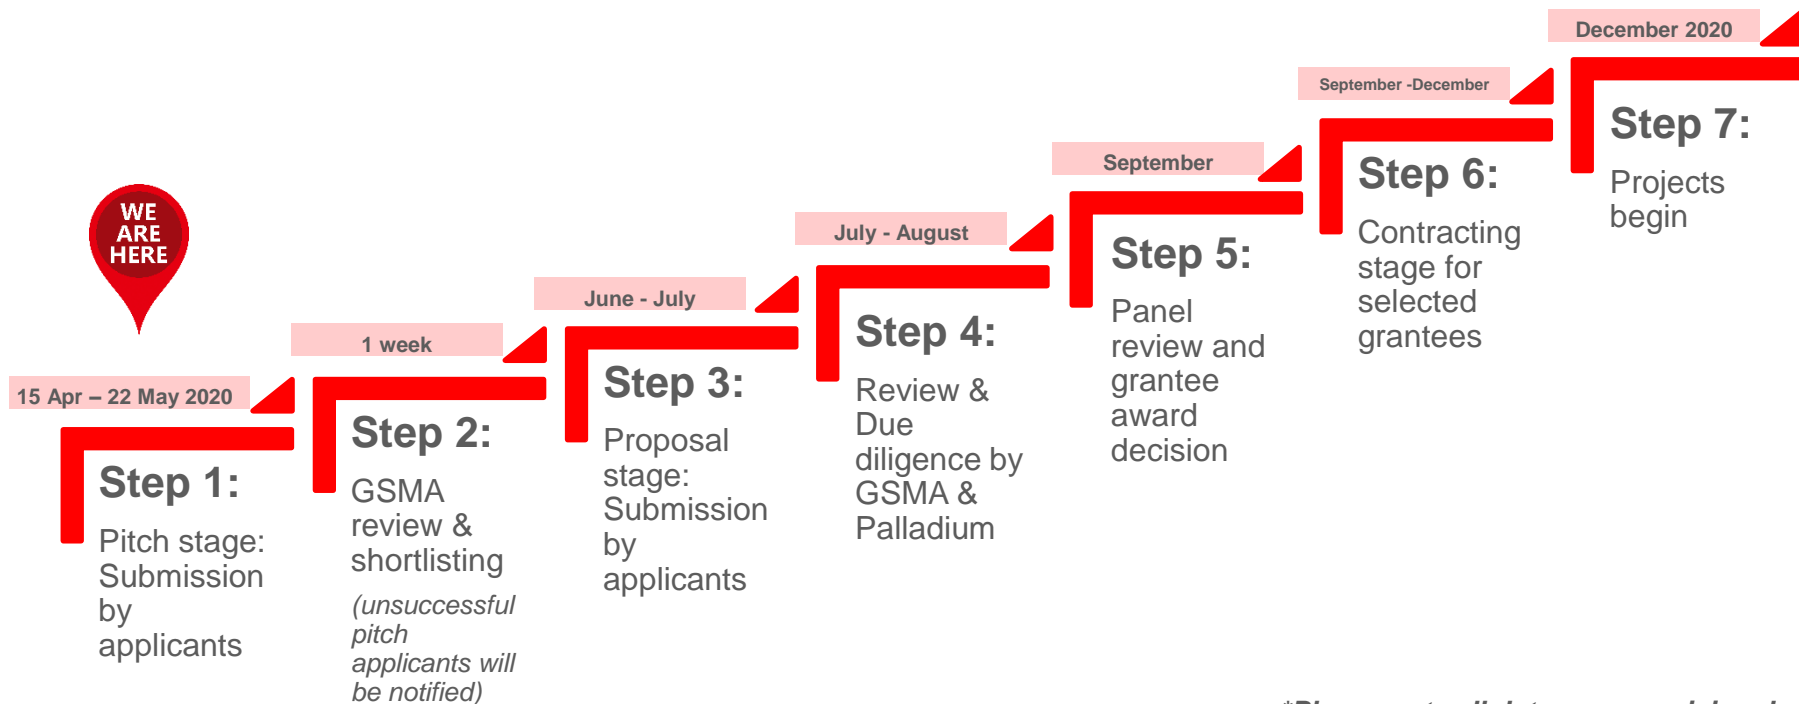 WE
ARE
HERE
15 Apr – 22 May 2020
Step 1:
Pitch stage:
Submission
by
applicants
1 week
Step 2:
GSMA
review &
shortlisting
(unsuccessful
pitch
applicants will
be notified)
June - July
Step 3:
Proposal
stage:
Submission
by
applicants
July - August
Step 4:
Review &
Due
diligence by
GSMA &
Palladium
September
Step 5:
Panel
review and
grantee
award
decision
September -December
Step 6:
Contracting
stage for
selected
grantees
December 2020
Step 7:
Projects
begin